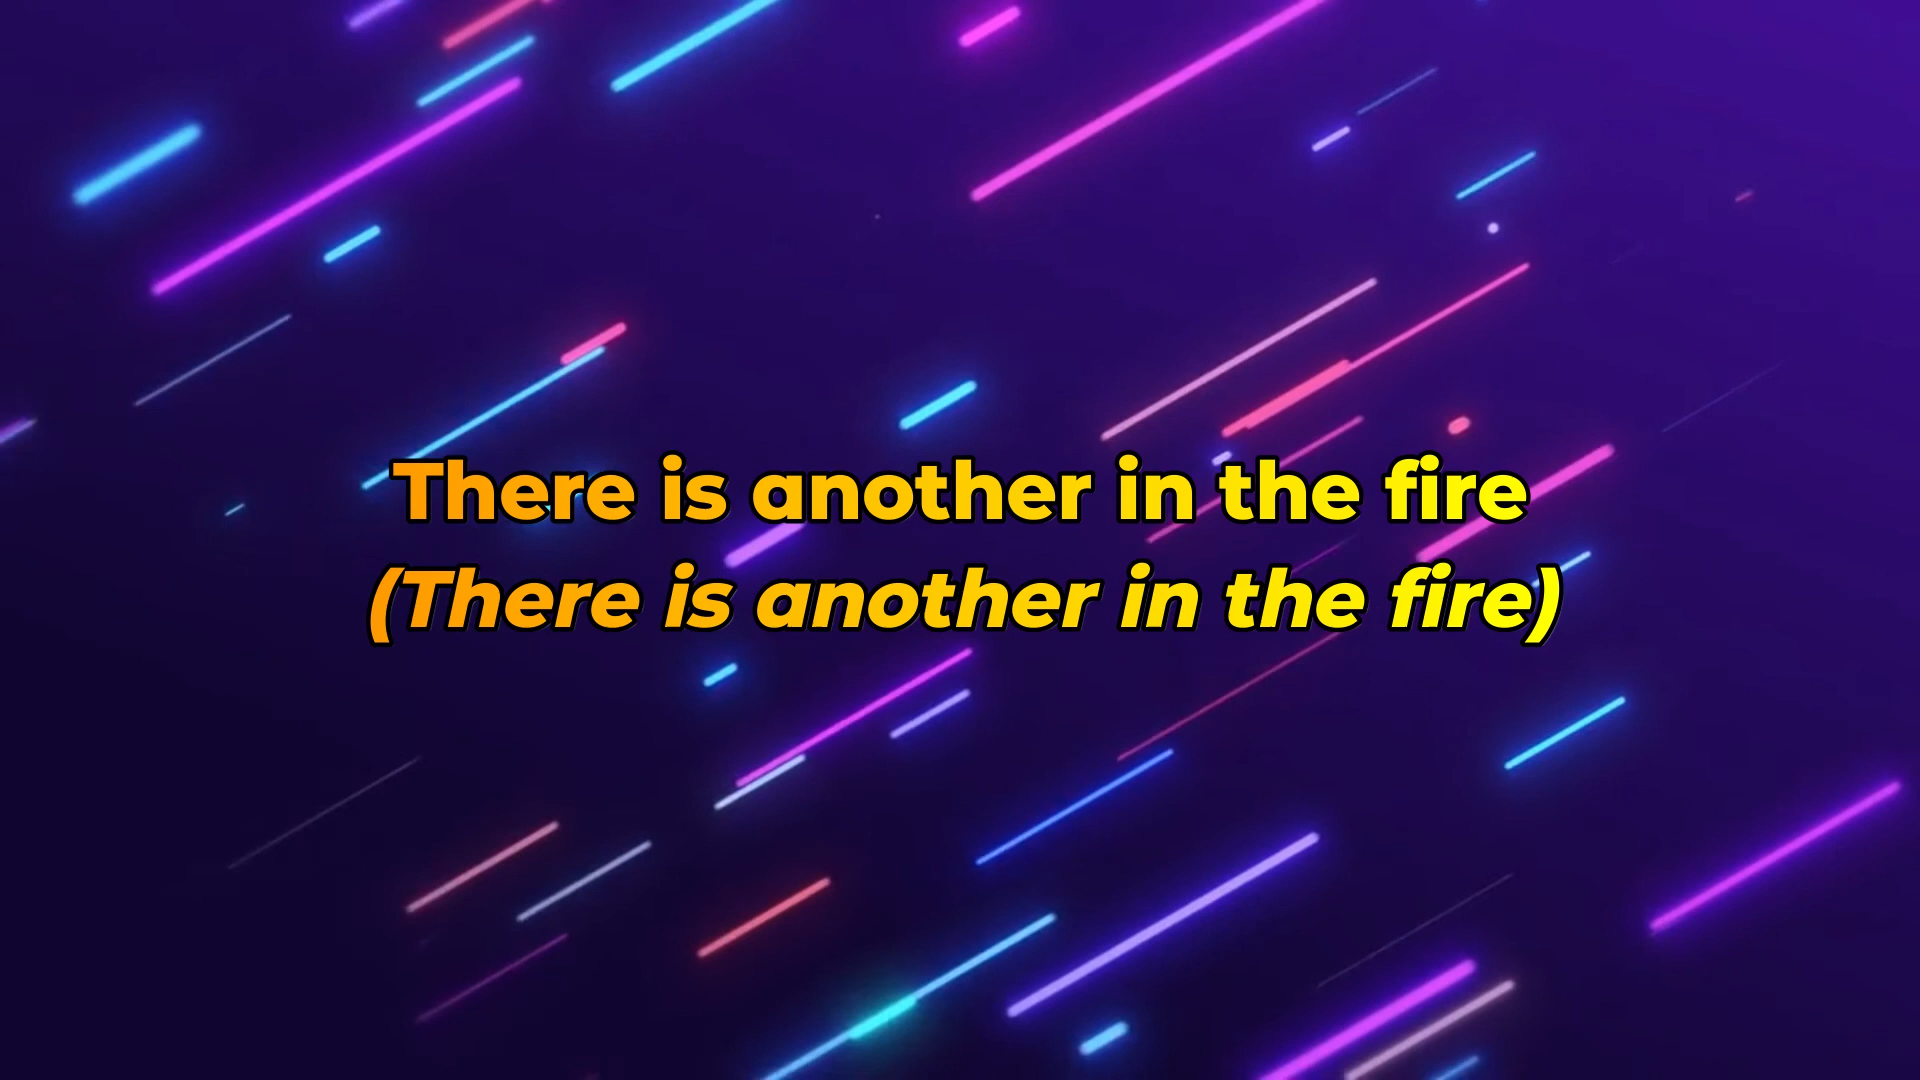 There is another in the fire
(There is another in the fire)